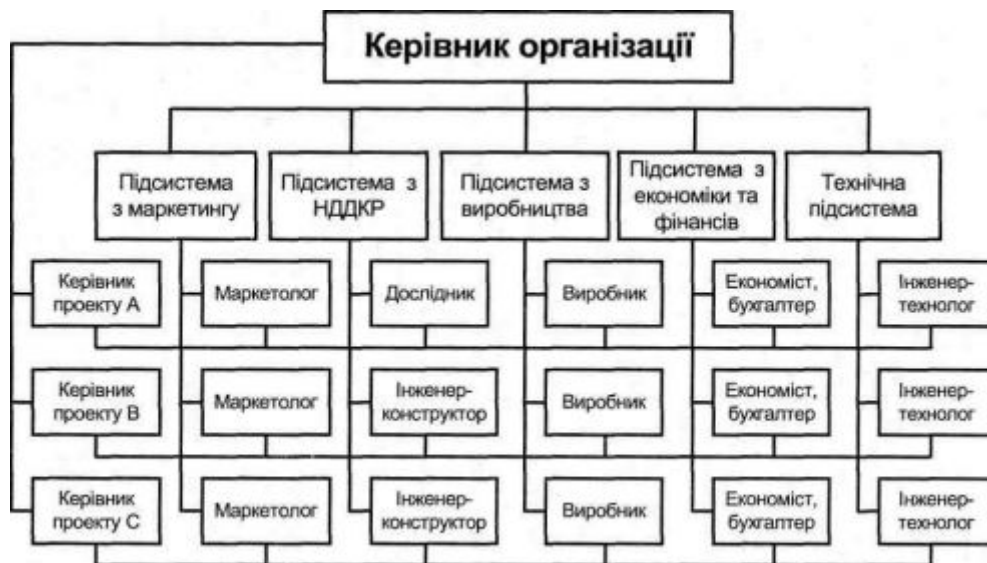 Керівник організації
Підсистема
з маркетингу
Підсистема з
НДДКР
Підсистема з
виробництва
Підсистема з
економіки та
фінансів
Технічна
підсистема
Керівник
проекту А
Маркетолог
Дослідник
Виробник
Економіст,
бухгалтер
Інженер-
технолог
Керівник
проекту В
Маркетолог
Інженер-
конструктор
Виробник
Економіст,
бухгалтер
Інженер-
технолог
Керівник
проекту С
Маркетолог
Інженер-
конструктор
Виробник
Економіст,
бухгалтер
Інженер-
технолог